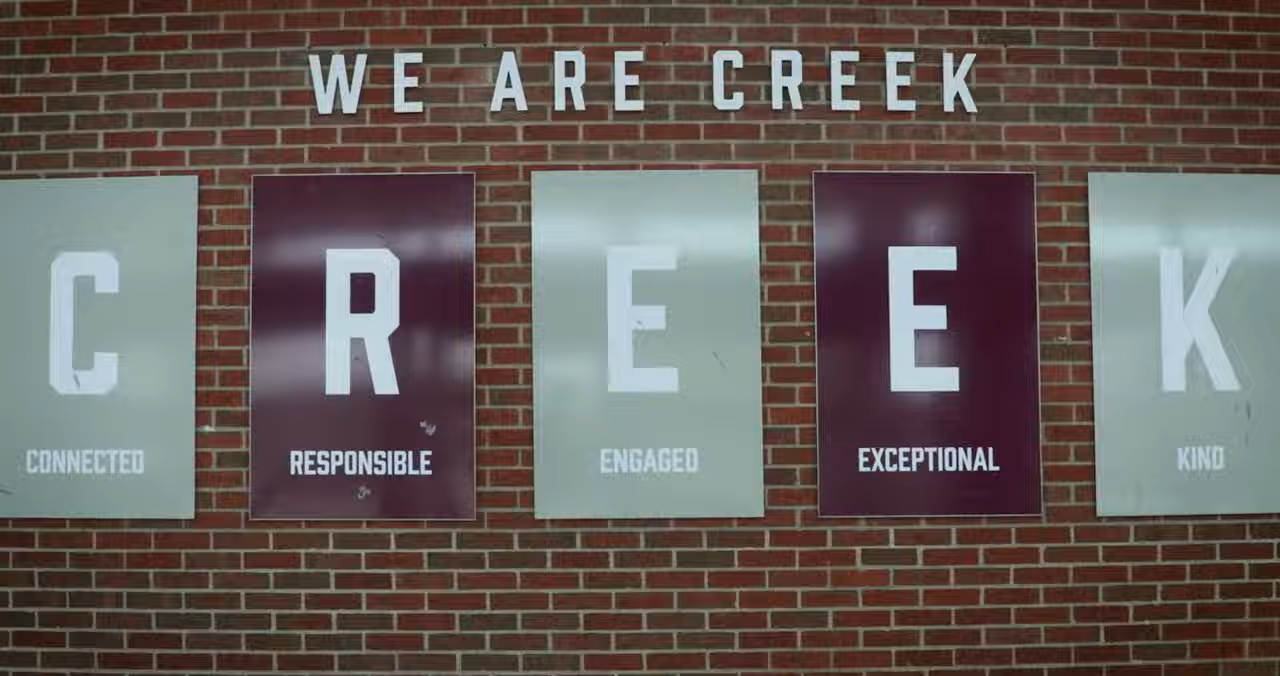 WE ARE CREEK
C R E E K
CONNECTED RESPONSIBLE ENGAGED EXCEPTIONAL KIND